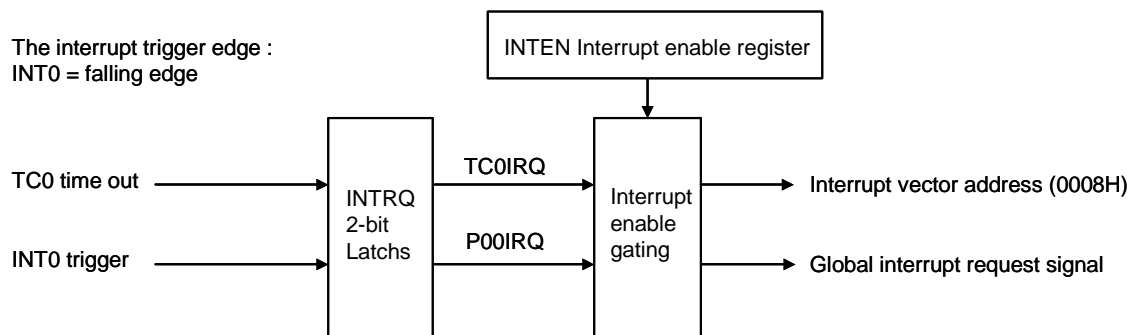 The interrupt trigger edge :
INT0 = falling edge
INTEN Interrupt enable register
TC0 time out
INT0 trigger
INTRQ
2-bit
Latchs
TC0IRQ
P00IRQ
Interrupt
enable
gating
Interrupt vector address (0008H)
Global interrupt request signal